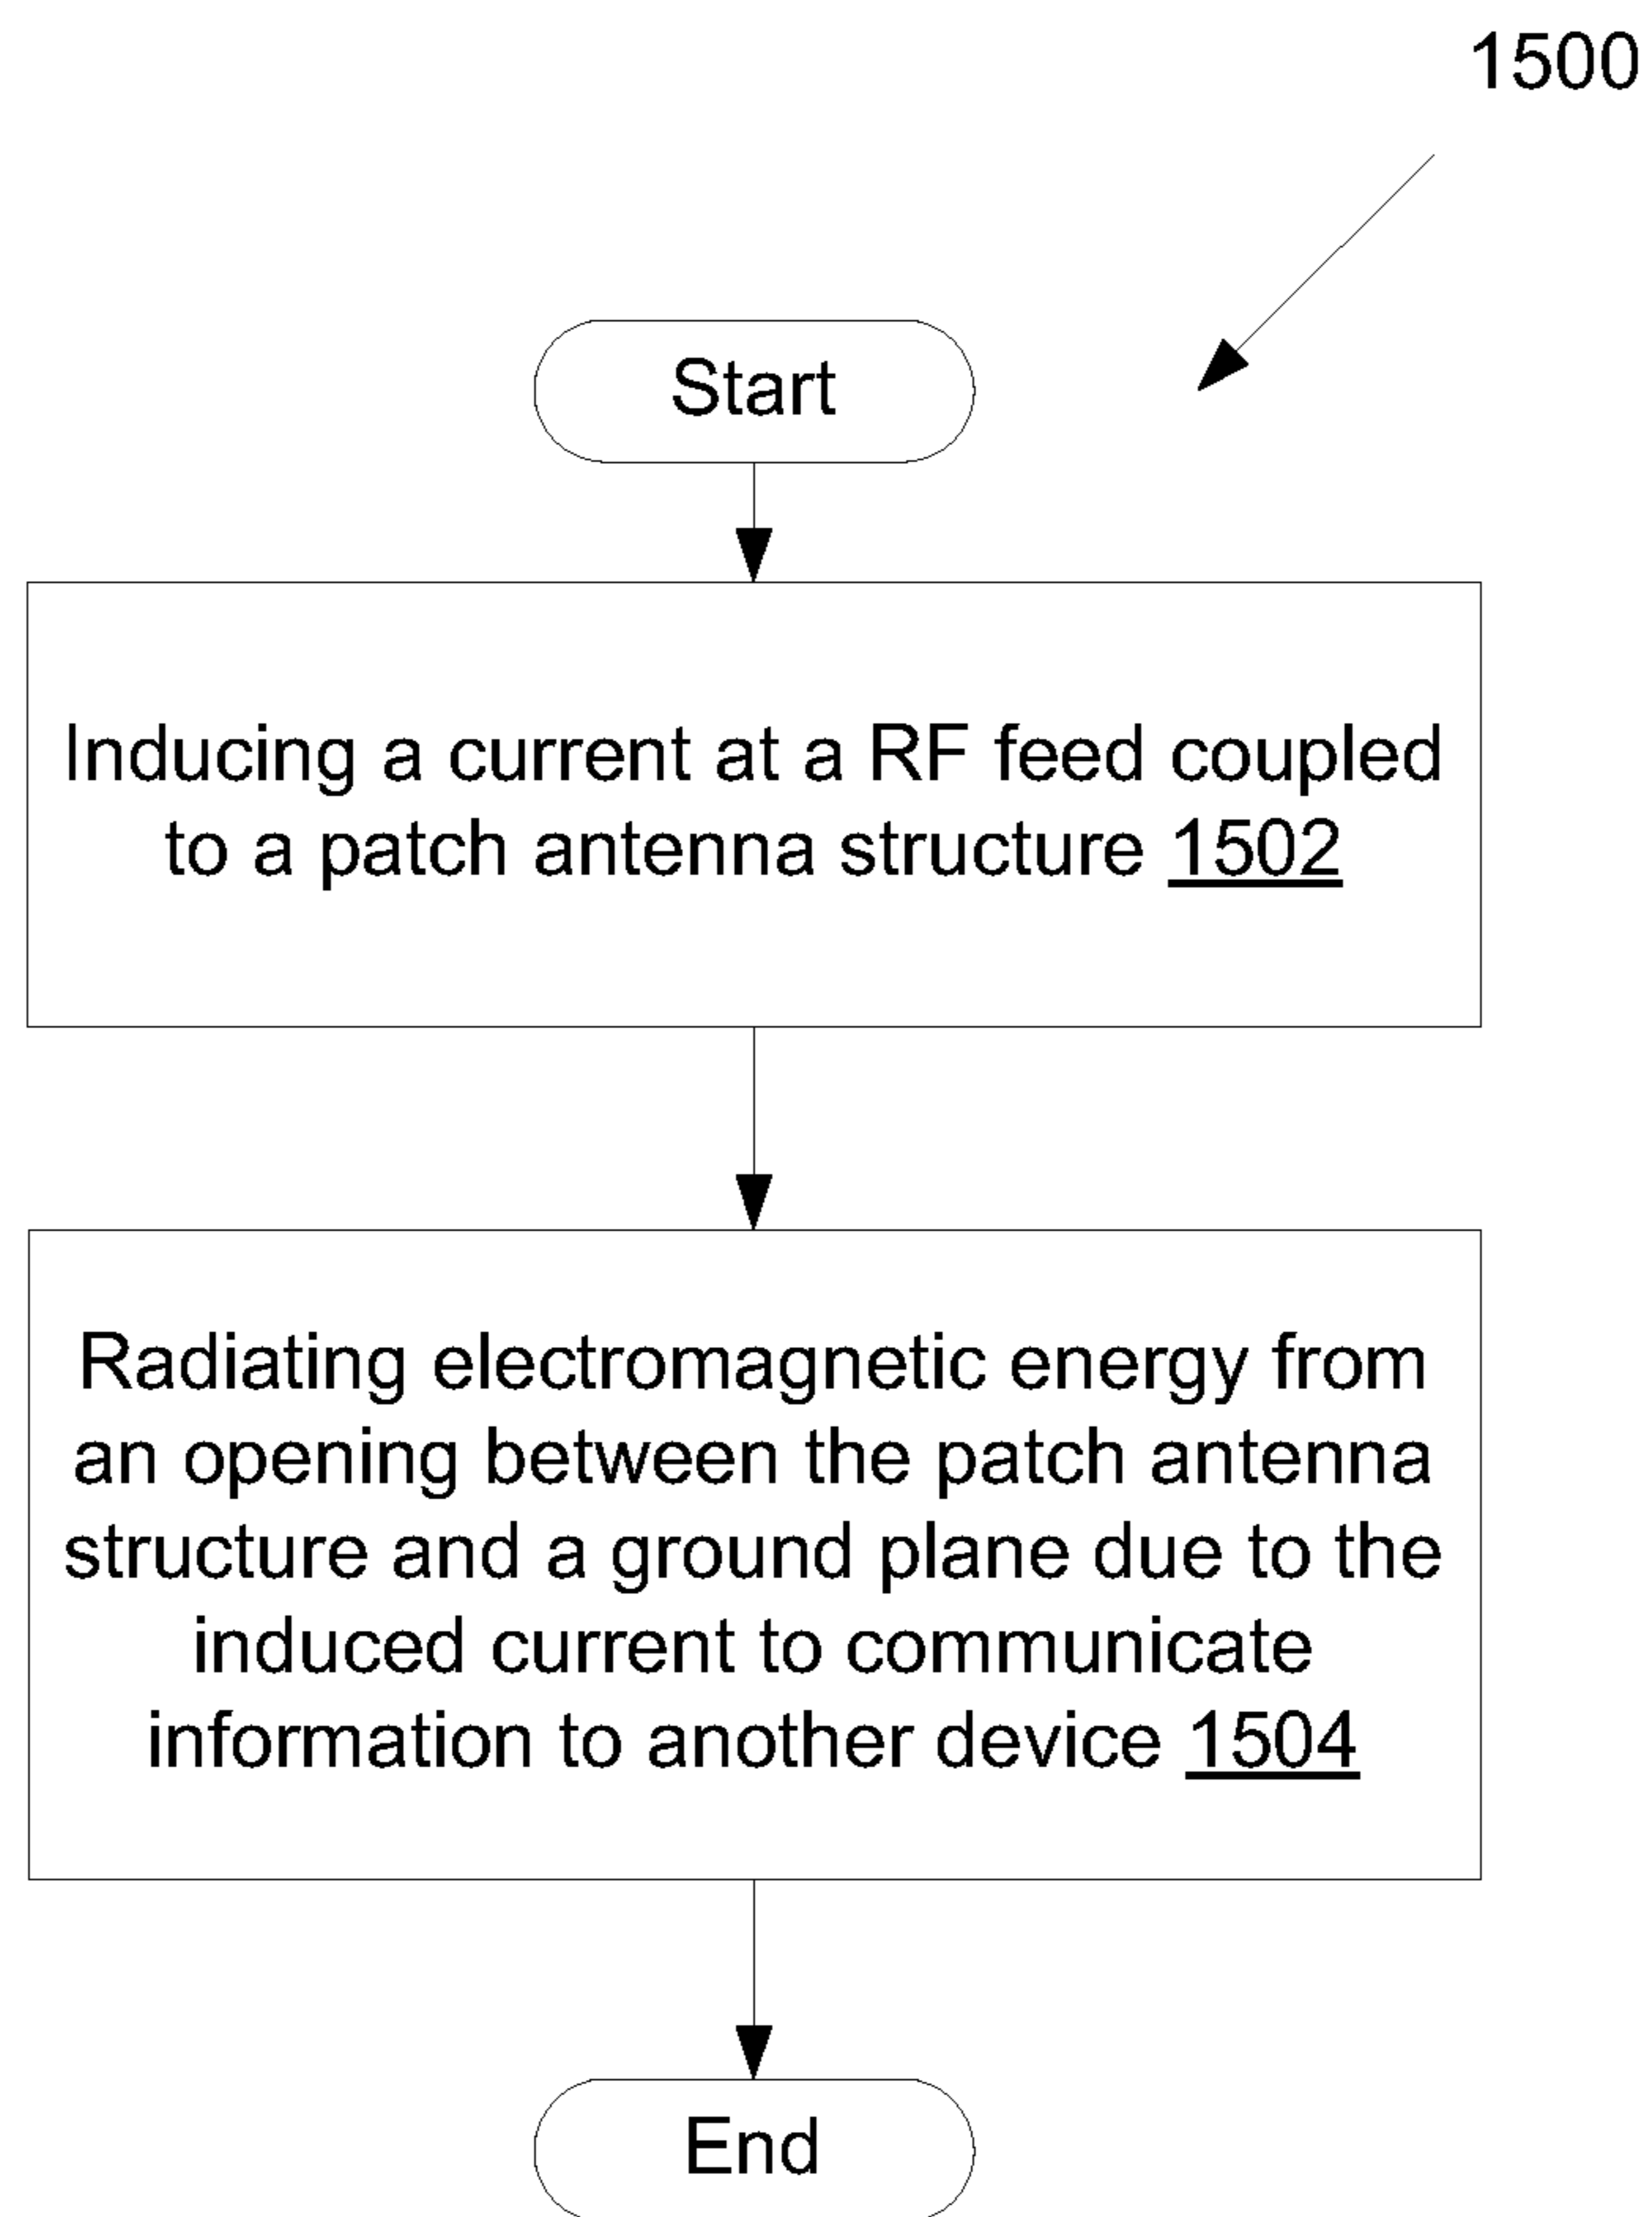 1500
Start
Inducing a current at a RF feed coupled
to a patch antenna structure 1502
Radiating electromagnetic energy from
an opening between the patch antenna
structure and a ground plane due to the
induced current to communicate
information to another device 1504
End